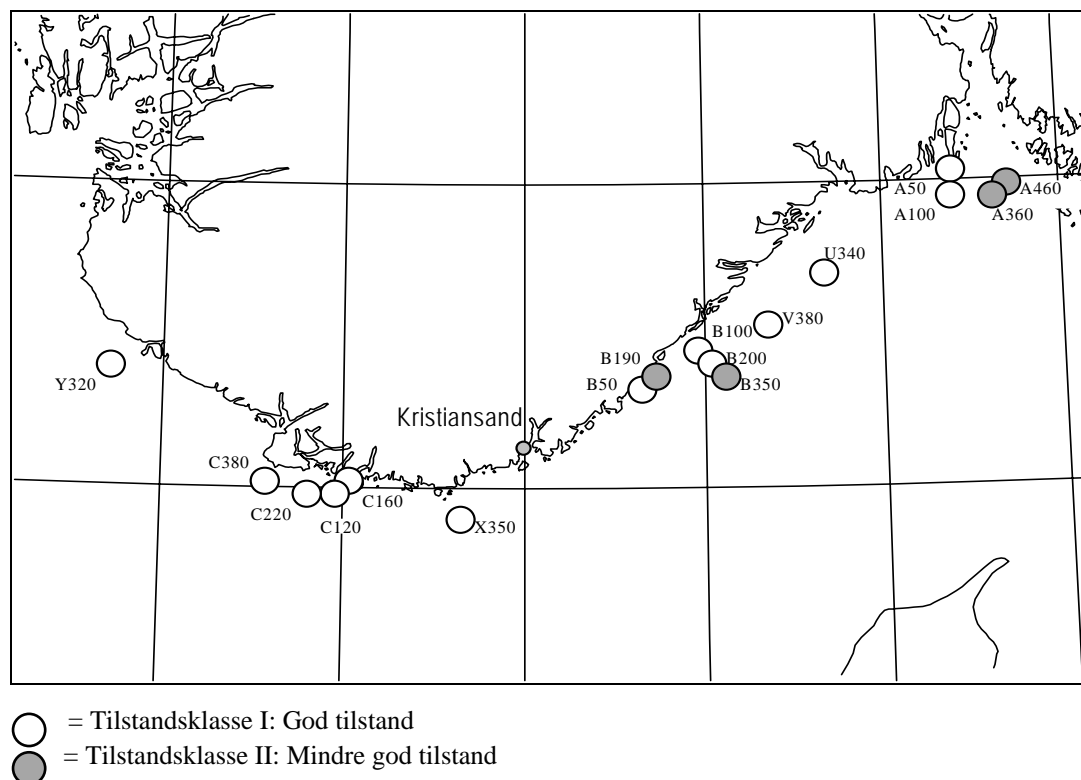 A50
A460
A100
A360
U340
V380
B100
B190
B200
B50
B350
Y320
Kristiansand
C380
C160
C220
C120
X350
= Tilstandsklasse I: God tilstand
= Tilstandsklasse II: Mindre god tilstand